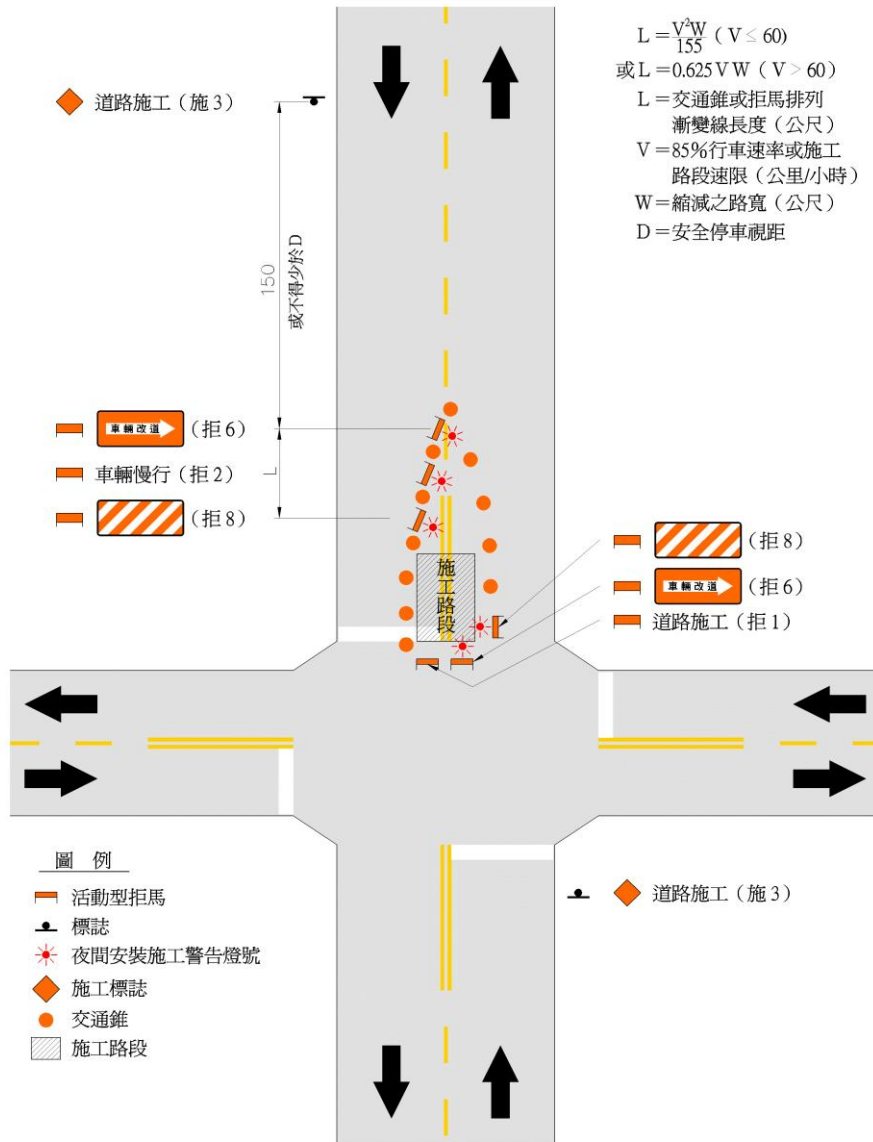 L=V²W/155（V≤60）
或L=0.625VW（V>60）
L=交通錐或拒馬排列
漸變線長度（公尺）
V=85%行車速率或施工
路段速限（公里/小時）
W=縮減之路寬（公尺）
D=安全停車視距
道路施工（施3）
150
或不得少於D
車輛改道
（拒6）
L
車輛慢行（拒2）
（拒8）
施工路段
（拒8）
車輛改道
（拒6）
道路施工（拒1）
圖 例
活動型拒馬
標誌
夜間安裝施工警告燈號
施工標誌
交通錐
施工路段
道路施工（施3）